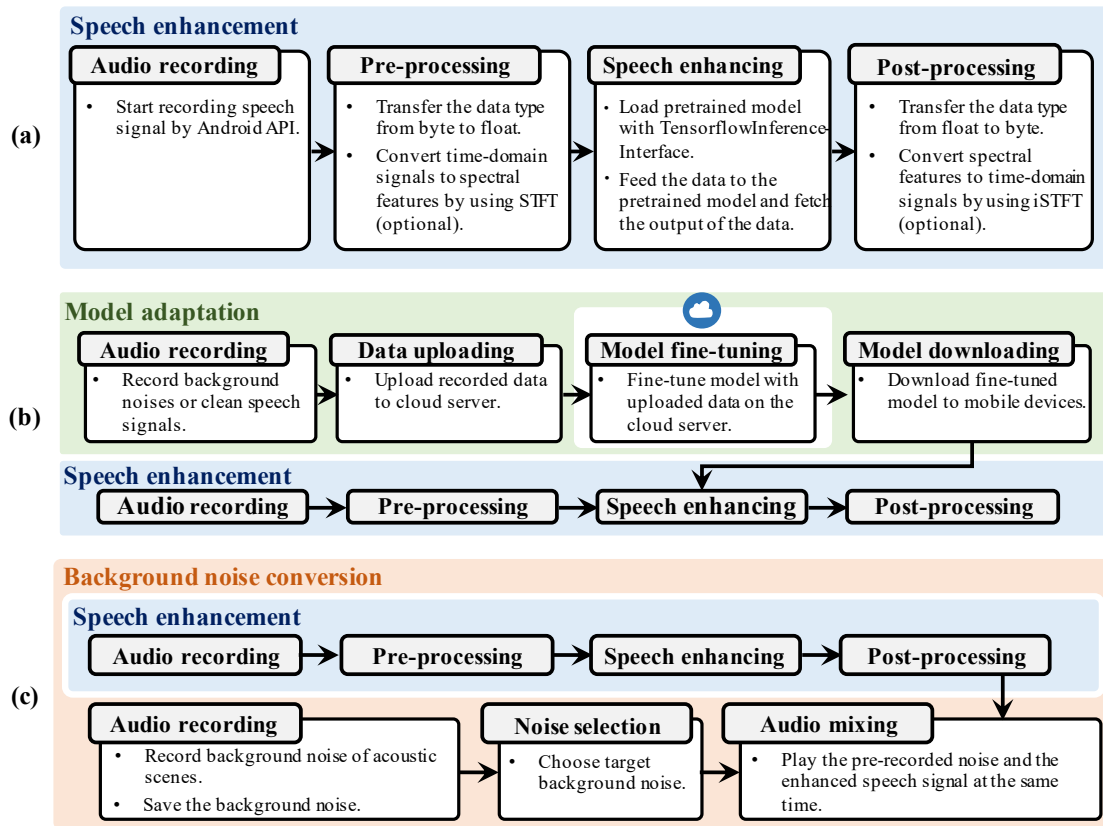 (a)
Speech enhancement
Audio recording
• Start recording speech
signal by Android API.
Pre-processing
• Transfer the data type
from byte to float.
• Convert time-domain
signals to spectral
features by using STFT
(optional).
Speech enhancing
• Load pretrained model
with TensorflowInference-
Interface.
• Feed the data to the
pretrained model and fetch
the output of the data.
Post-processing
• Transfer the data type
from float to byte.
• Convert spectral
features to time-domain
signals by using iSTFT
(optional).
(b)
Model adaptation
Audio recording
• Record background
noises or clean speech
signals.
Data uploading
• Upload recorded data
to cloud server.
Model fine-tuning
• Fine-tune model with
uploaded data on the
cloud server.
Model downloading
• Download fine-tuned
model to mobile devices.
Speech enhancement
Audio recording
Pre-processing
Speech enhancing
Post-processing
(c)
Background noise conversion
Speech enhancement
Audio recording
Pre-processing
Speech enhancing
Post-processing
Audio recording
• Record background noise of acoustic
scenes.
• Save the background noise.
Noise selection
• Choose target
background noise.
Audio mixing
• Play the pre-recorded noise and the
enhanced speech signal at the same
time.